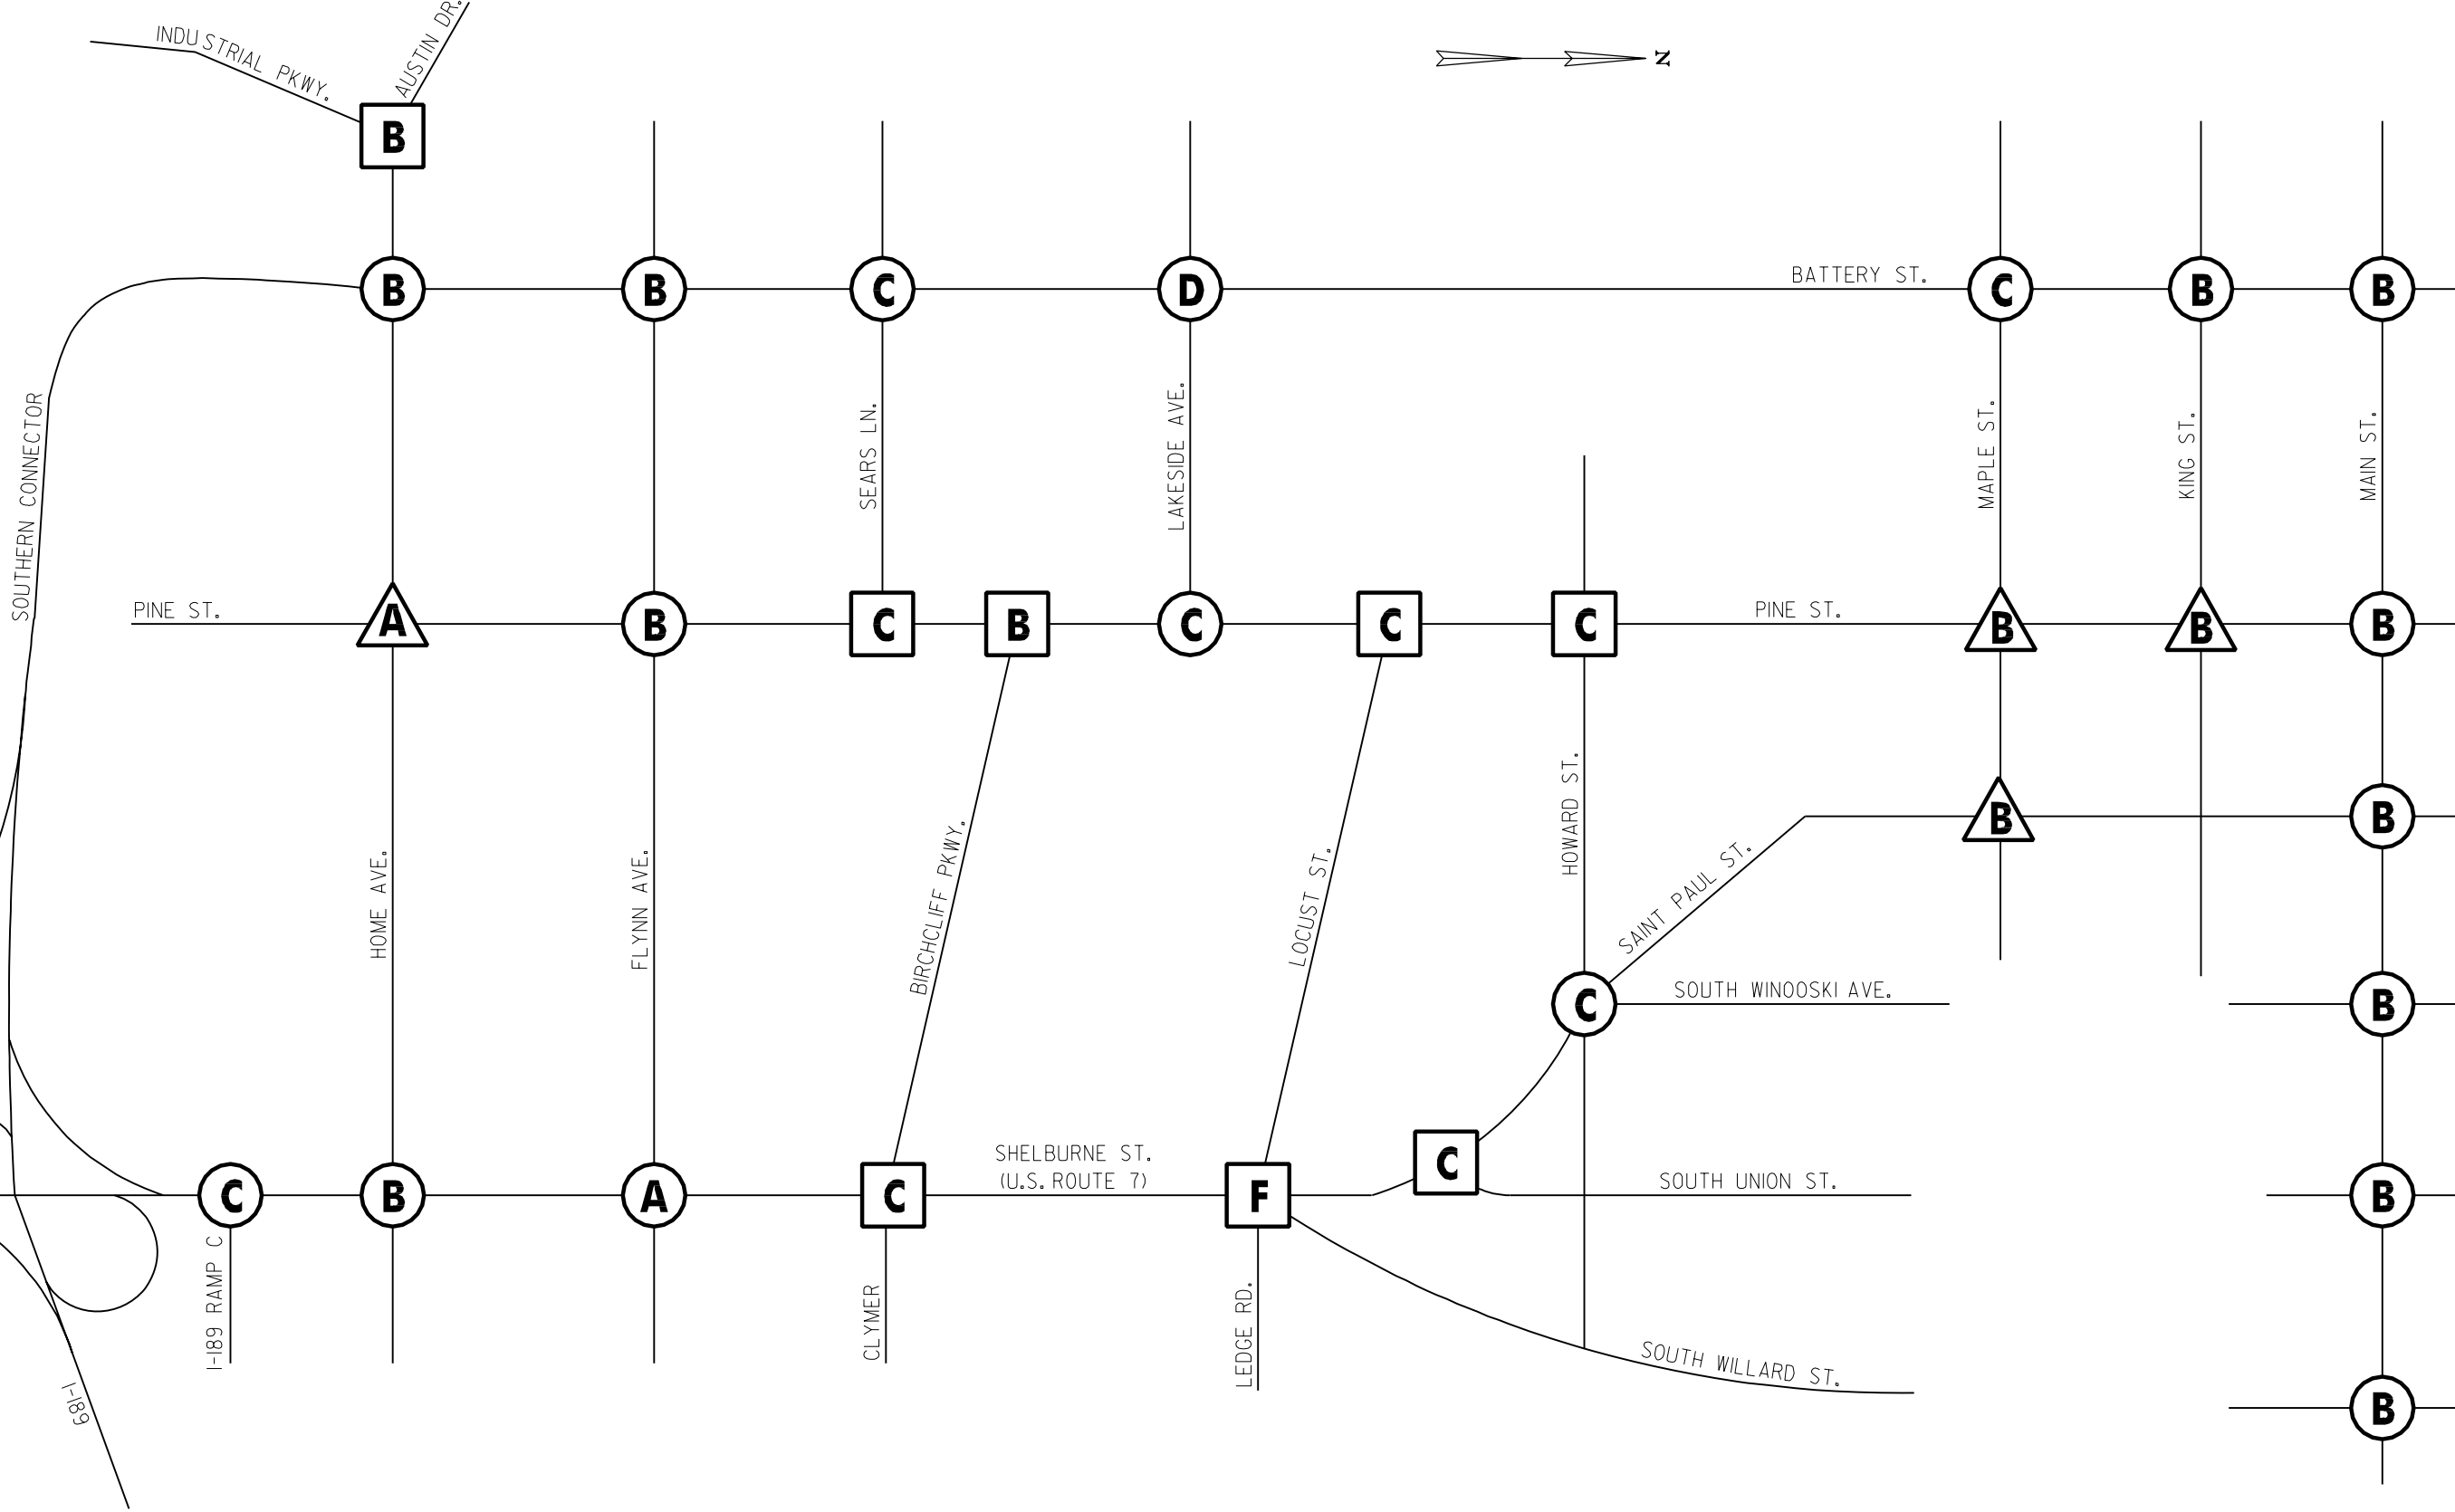 INDUSTRIAL PKWY.
AUSTIN DR.
N
B
B
B
C
D
BATTERY ST.
C
B
B
SOUTHERN CONNECTOR
SEARS LN.
LAKESIDE AVE.
MAPLE ST.
KING ST.
MAIN ST.
PINE ST.
A
B
C
B
C
C
C
PINE ST.
B
B
B
HOME AVE.
FLYNN AVE.
BIRCHCLIFF PKWY.
LOCUST ST.
HOWARD ST.
SAINT PAUL ST.
B
B
C
SOUTH WINOOSKI AVE.
B
C
B
A
C
SHELBURNE ST.
(U.S. ROUTE 7)
F
C
SOUTH UNION ST.
B
I-189 RAMP C
CLYMER
LEDGE RD.
SOUTH WILLARD ST.
I-189
B